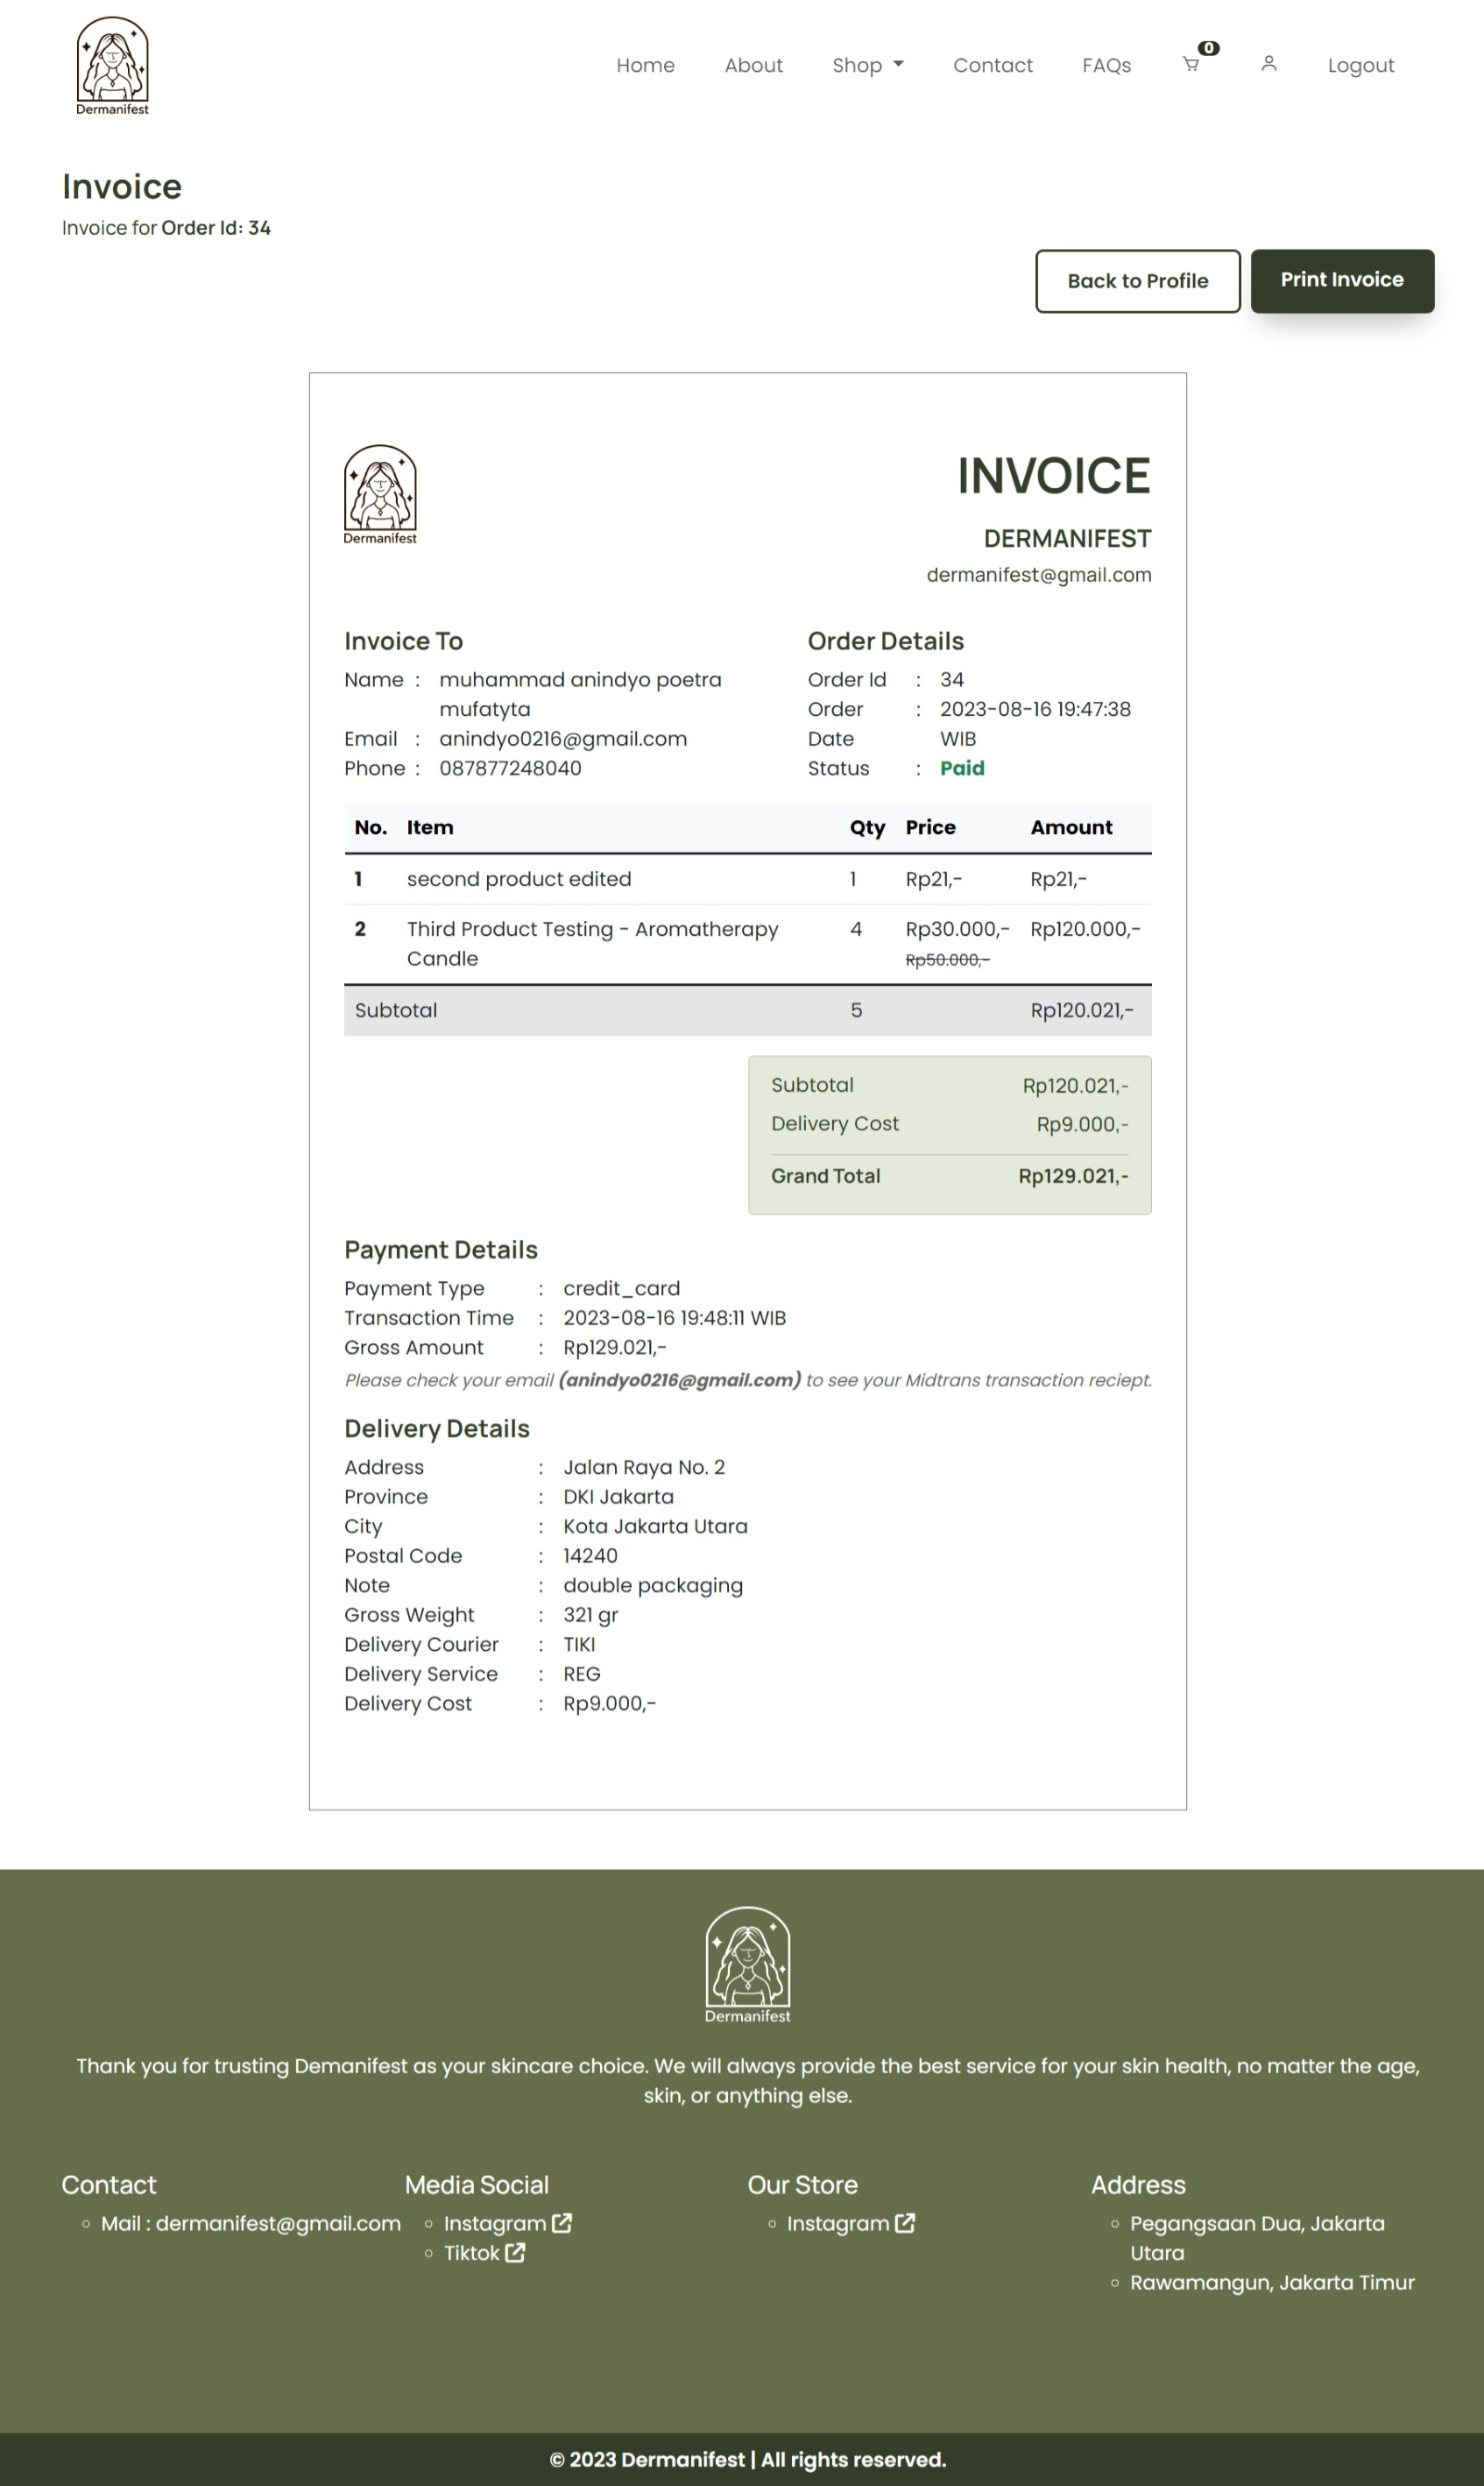 Dermanifest
Home About Shop Contact FAQs 0 Logout
Invoice
Invoice for Order Id: 34
Back to Profile Print Invoice
Dermanifest
INVOICE
DERMANIFEST
dermanifest@gmail.com
Invoice To
Name : muhammad anindyo poetra
mufatyta
Email : anindyo0216@gmail.com
Phone : 087877248040
Order Details
Order Id : 34
Order : 2023-08-16 19:47:38
Date WIB
Status : Paid
No. Item Qty Price Amount
1 second product edited 1 Rp21,- Rp21,-
2 Third Product Testing - Aromatherapy 4 Rp30.000,- Rp120.000,-
Candle Rp50.000,-
Subtotal 5 Rp120.021,-
Subtotal Rp120.021,-
Delivery Cost Rp9.000,-
Grand Total Rp129.021,-
Payment Details
Payment Type : credit_card
Transaction Time : 2023-08-16 19:48:11 WIB
Gross Amount : Rp129.021,-
Please check your email (anindyo0216@gmail.com) to see your Midtrans transaction reciept.
Delivery Details
Address : Jalan Raya No. 2
Province : DKI Jakarta
City : Kota Jakarta Utara
Postal Code : 14240
Note : double packaging
Gross Weight : 321 gr
Delivery Courier : TIKI
Delivery Service : REG
Delivery Cost : Rp9.000,-
Dermanifest
Thank you for trusting Demanifest as your skincare choice. We will always provide the best service for your skin health, no matter the age,
skin, or anything else.
Contact
Mail : dermanifest@gmail.com
Media Social
Instagram
Tiktok
Our Store
Instagram
Address
Pegangsaan Dua, Jakarta
Utara
Rawamangun, Jakarta Timur
© 2023 Dermanifest | All rights reserved.